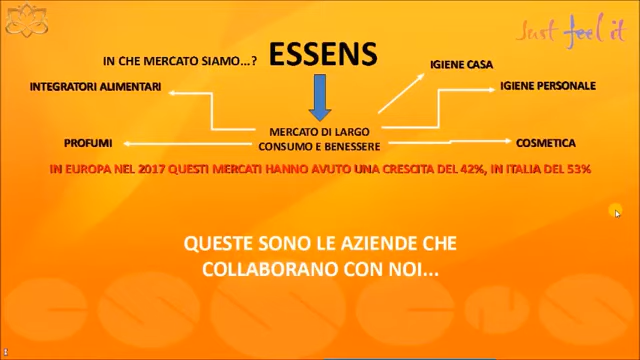 Just feel it
IN CHE MERCATO SIAMO...?
ESSENS
IGIENE CASA
INTEGRATORI ALIMENTARI
IGIENE PERSONALE
MERCATO DI LARGO
CONSUMO E BENESSERE
PROFUMI
COSMETICA
IN EUROPA NEL 2017 QUESTI MERCATI HANNO AVUTO UNA CRESCITA DEL 42%, IN ITALIA DEL 53%
QUESTE SONO LE AZIENDE CHE
COLLABORANO CON NOI...
ESSENS